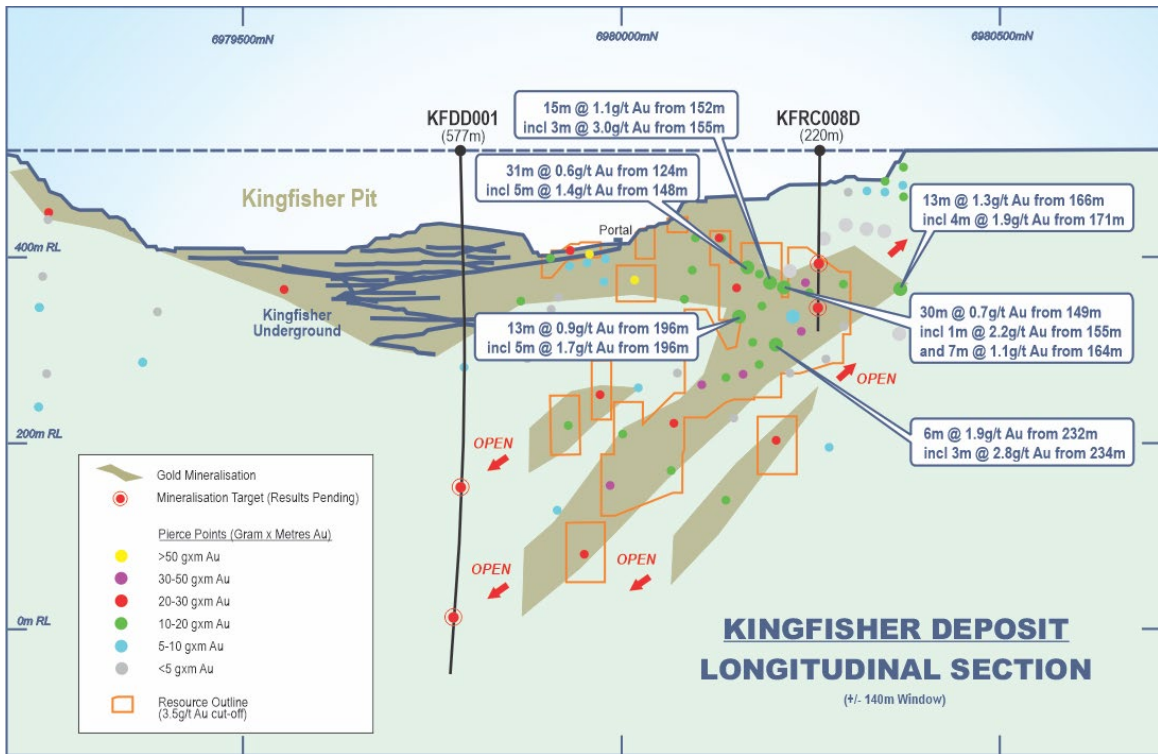 6979500mN
6980000mN
6980500mN
KFDD001
(577m)
15m @ 1.1g/t Au from 152m
incl 3m @ 3.0g/t Au from 155m
KFRC008D
(220m)
31m @ 0.6g/t Au from 124m
incl 5m @ 1.4g/t Au from 148m
Kingfisher Pit
13m @ 1.3g/t Au from 166m
incl 4m @ 1.9g/t Au from 171m
Portal
400m RL
Kingfisher
Underground
13m @ 0.9g/t Au from 196m
incl 5m @ 1.7g/t Au from 196m
30m @ 0.7g/t Au from 149m
incl 1m @ 2.2g/t Au from 155m
and 7m @ 1.1g/t Au from 164m
OPEN
6m @ 1.9g/t Au from 232m
incl 3m @ 2.8g/t Au from 234m
200m RL
OPEN
OPEN
OPEN
0m RL
Gold Mineralisation
Mineralisation Target (Results Pending)
Pierce Points (Gram x Metres Au)
>50 gxm Au
30-50 gxm Au
20-30 gxm Au
10-20 gxm Au
5-10 gxm Au
<5 gxm Au
Resource Outline
(3.5g/t Au cut-off)
KINGFISHER DEPOSIT
LONGITUDINAL SECTION
(+/- 140m Window)